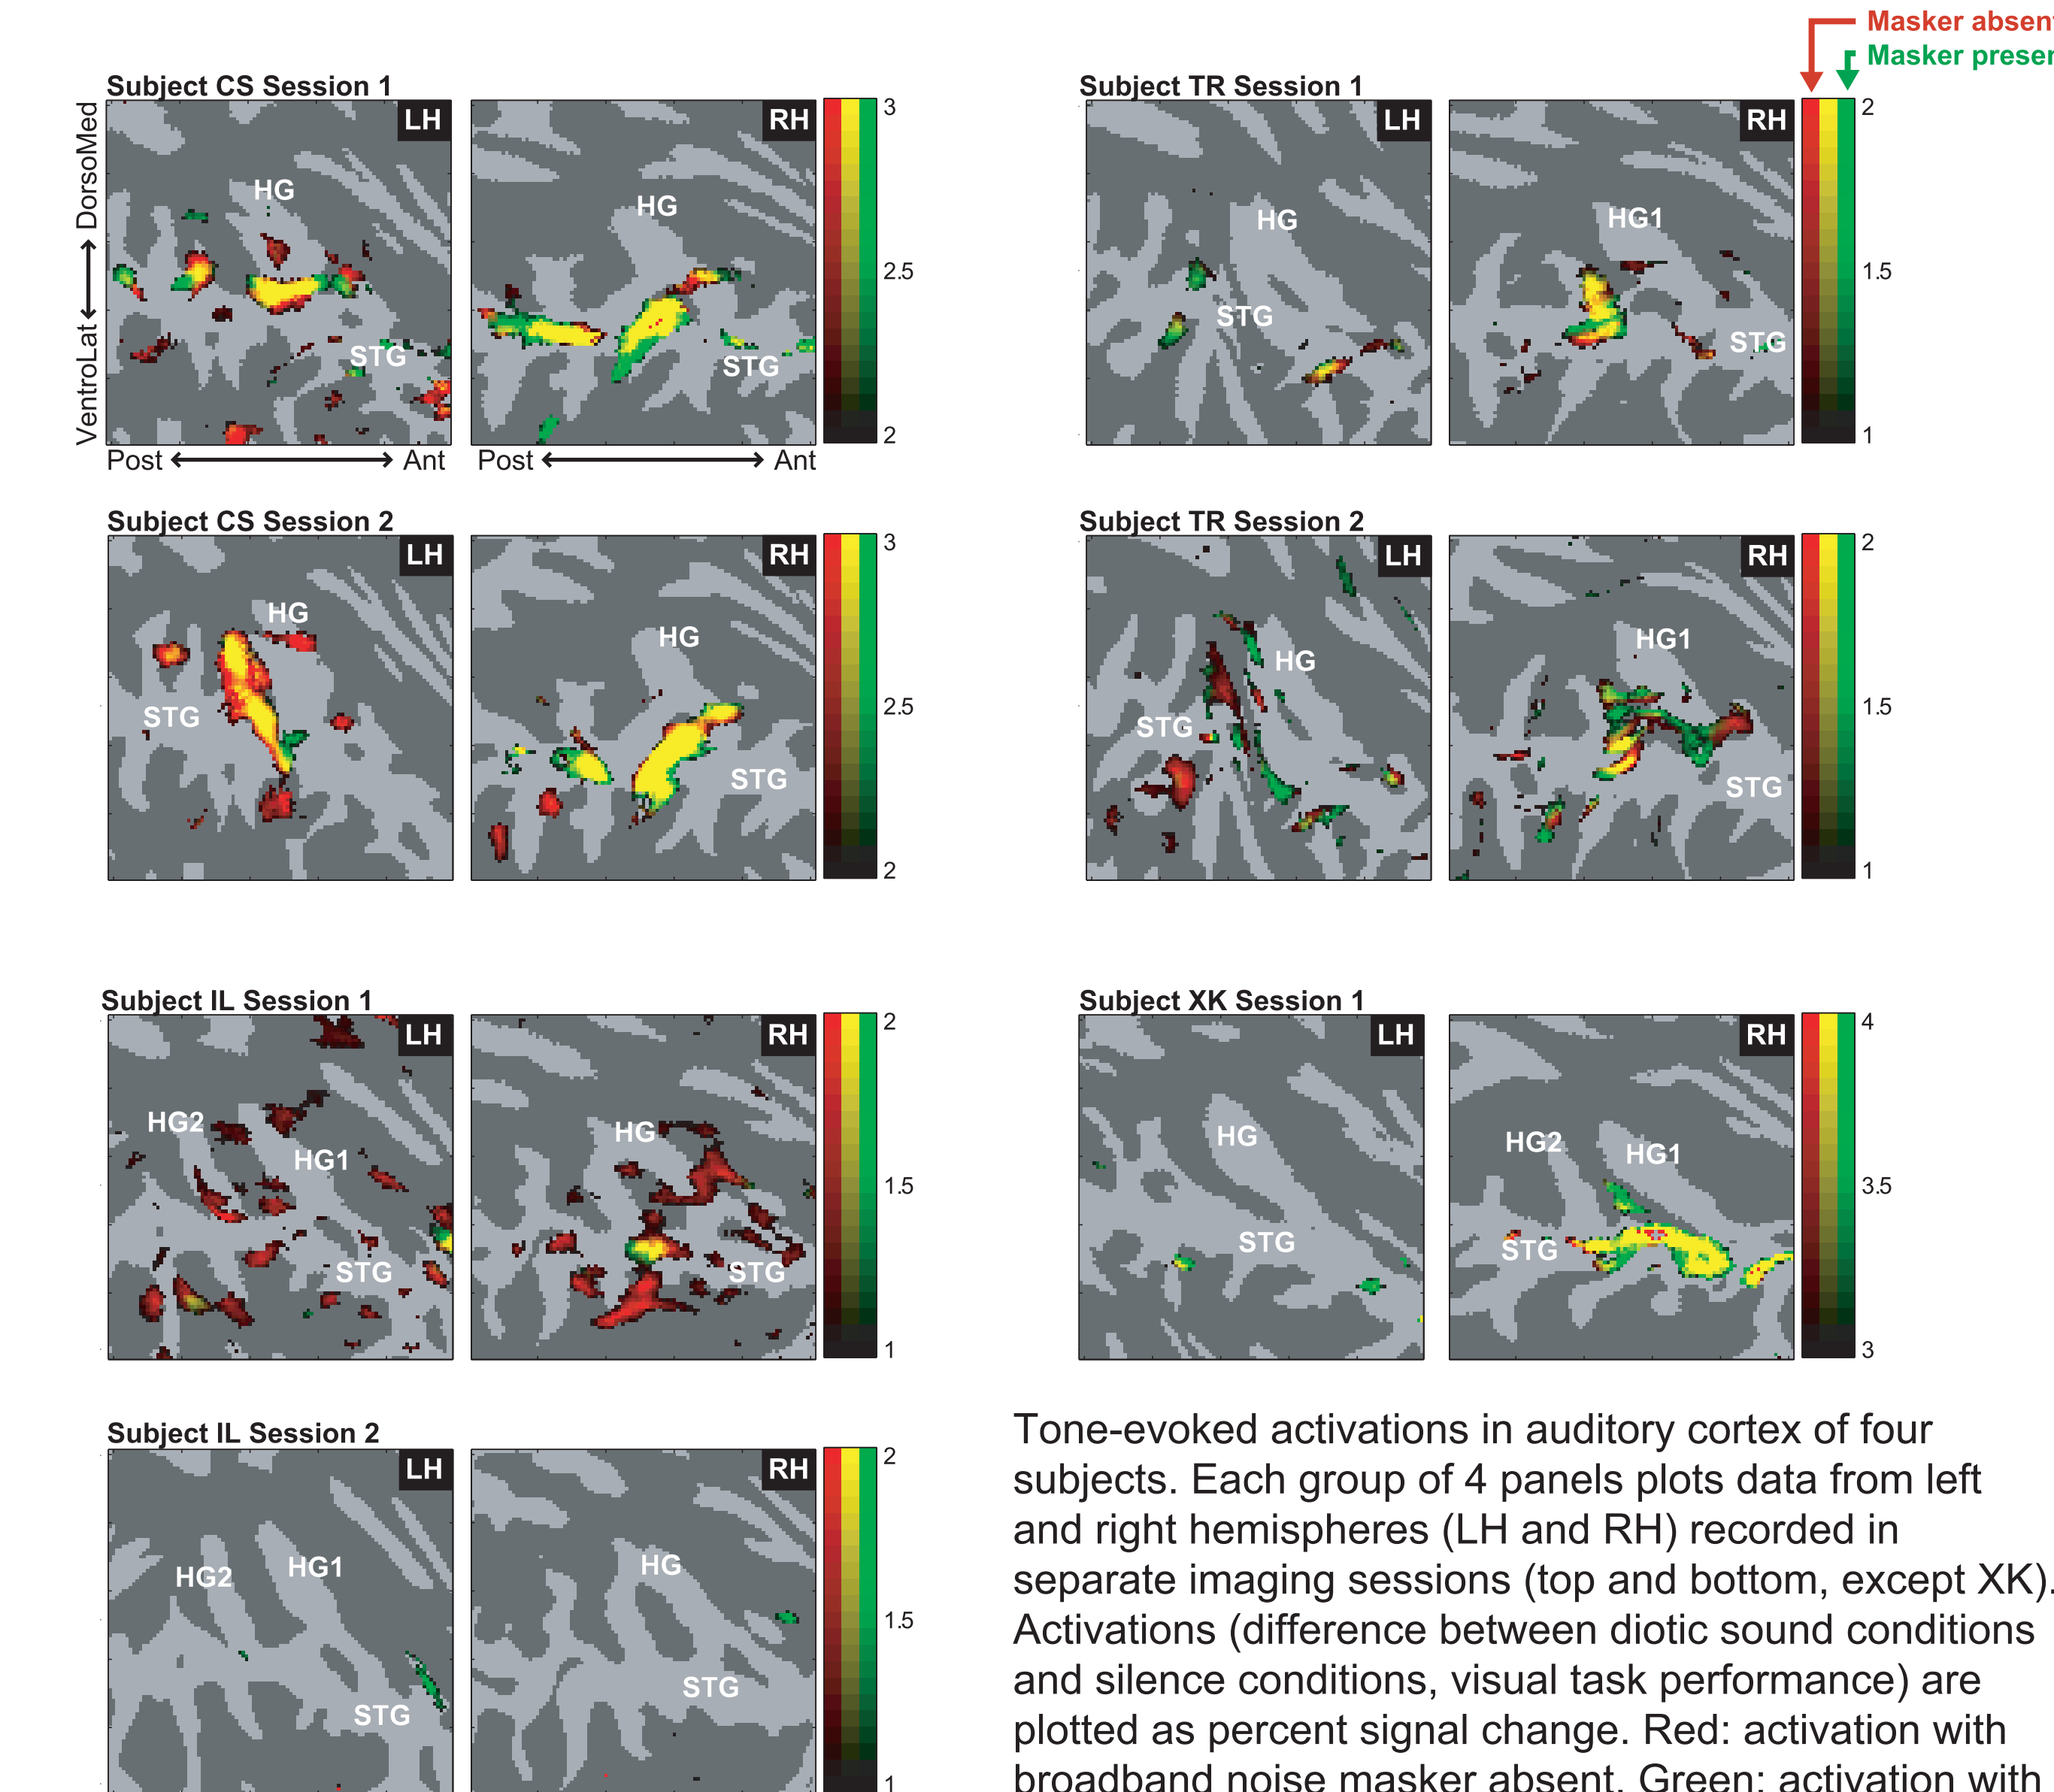 Masker absent
Masker presen
Subject CS Session 1
LH
RH
HG
HG
STG
STG
3
2.5
2
VentroLat
DorsoMed
Post
Ant
Post
Ant
Subject TR Session 1
LH
RH
HG
HG1
STG
STG
2
1.5
1
Subject CS Session 2
LH
RH
HG
HG
STG
STG
3
2.5
2
Subject TR Session 2
LH
RH
HG
HG1
STG
STG
2
1.5
1
Subject IL Session 1
LH
RH
HG2
HG1
HG
STG
STG
2
1.5
1
Subject XK Session 1
LH
RH
HG
HG2
HG1
STG
STG
4
3.5
3
Subject IL Session 2
LH
RH
HG2
HG1
HG
STG
STG
2
1.5
1
Tone-evoked activations in auditory cortex of four
subjects. Each group of 4 panels plots data from left
and right hemispheres (LH and RH) recorded in
separate imaging sessions (top and bottom, except XK).
Activations (difference between diotic sound conditions
and silence conditions, visual task performance) are
plotted as percent signal change. Red: activation with
broadband noise masker absent. Green: activation with